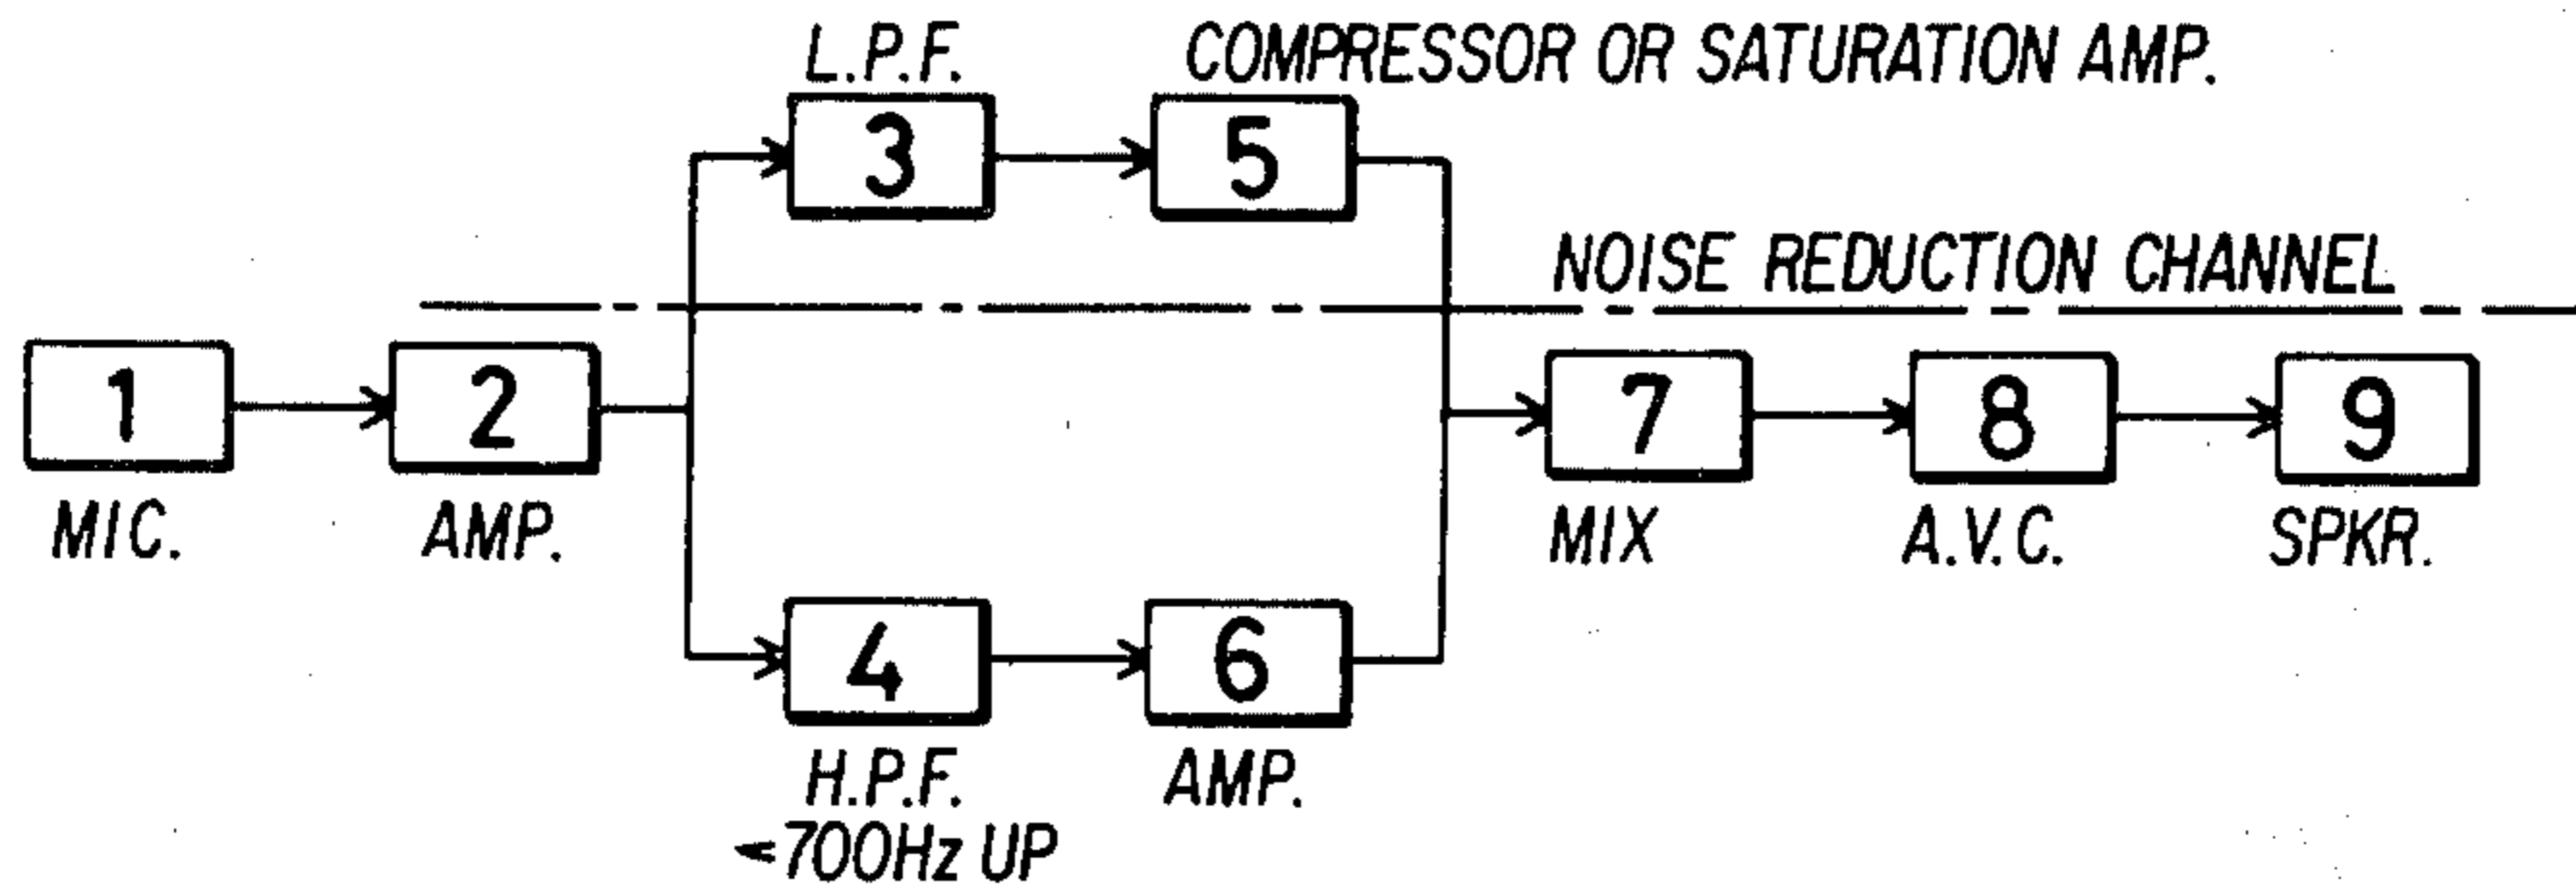 L.P.F.
COMPRESSOR OR SATURATION AMP.
3
5
NOISE REDUCTION CHANNEL
1
2
7
8
9
MIC.
AMP.
MIX
A.V.C.
SPKR.
4
6
H.P.F.
AMP.
<700Hz UP